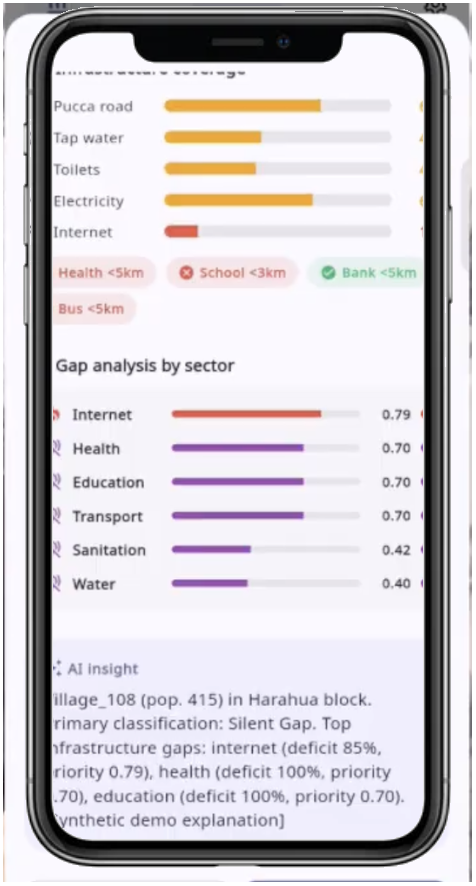 Infrastructure coverage
Pucca road
Tap water
Toilets
Electricity
Internet
Health <5km School <3km Bank <5km
Bus <5km
Gap analysis by sector
Internet 0.79
Health 0.70
Education 0.70
Transport 0.70
Sanitation 0.42
Water 0.40
AI insight
illage_108 (pop. 415) in Harahua block.
rimary classification: Silent Gap. Top
nfrastructure gaps: internet (deficit 85%,
riority 0.79), health (deficit 100%, priority
.70), education (deficit 100%, priority 0.70).
ynthetic demo explanation]